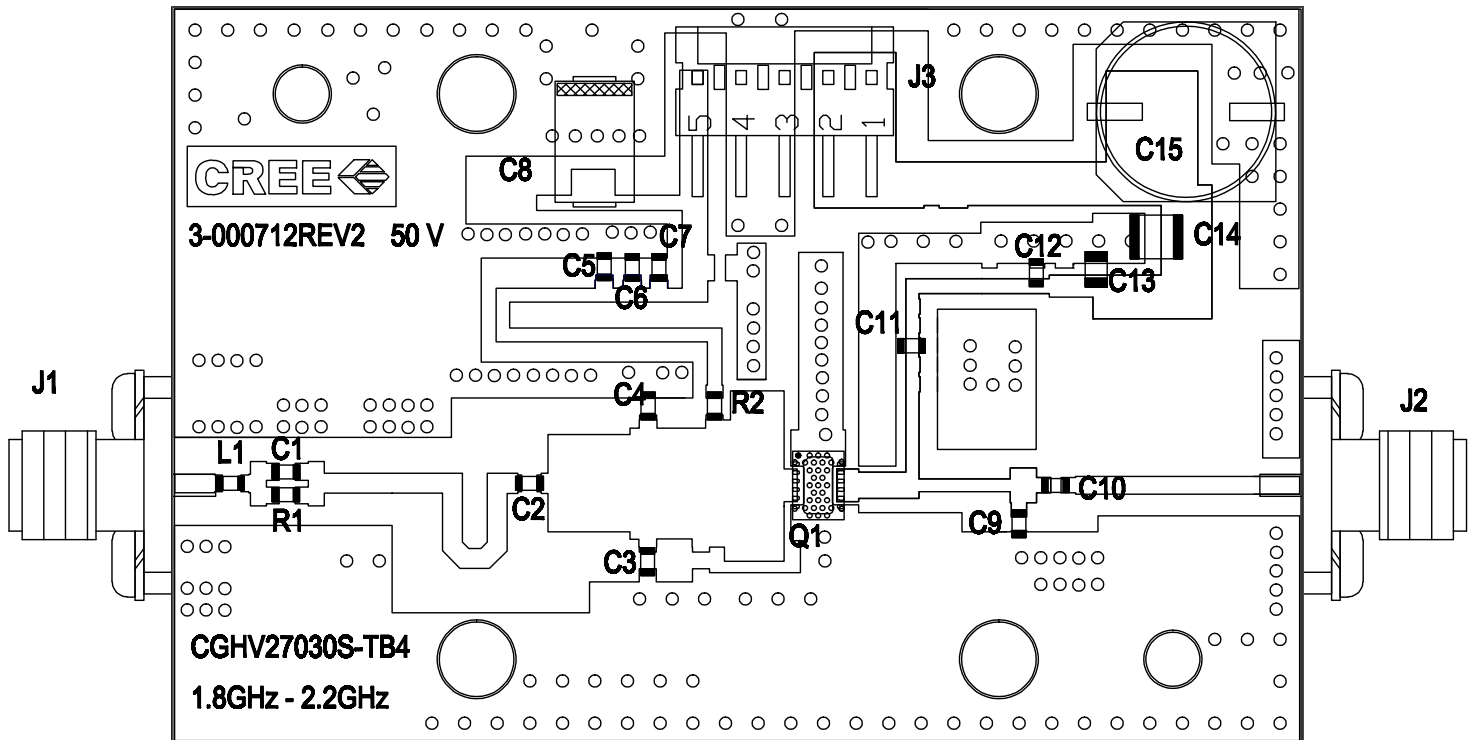 J3
5 4 3 2 1
C15
C8
CREE
3-000712REV2 50 V
C7
C14
C5
C12
C13
C6
C11
J1
C4
R2
J2
L1
C1
C10
C2
R1
C9
Q1
C3
CGHV27030S-TB4
1.8GHz - 2.2GHz